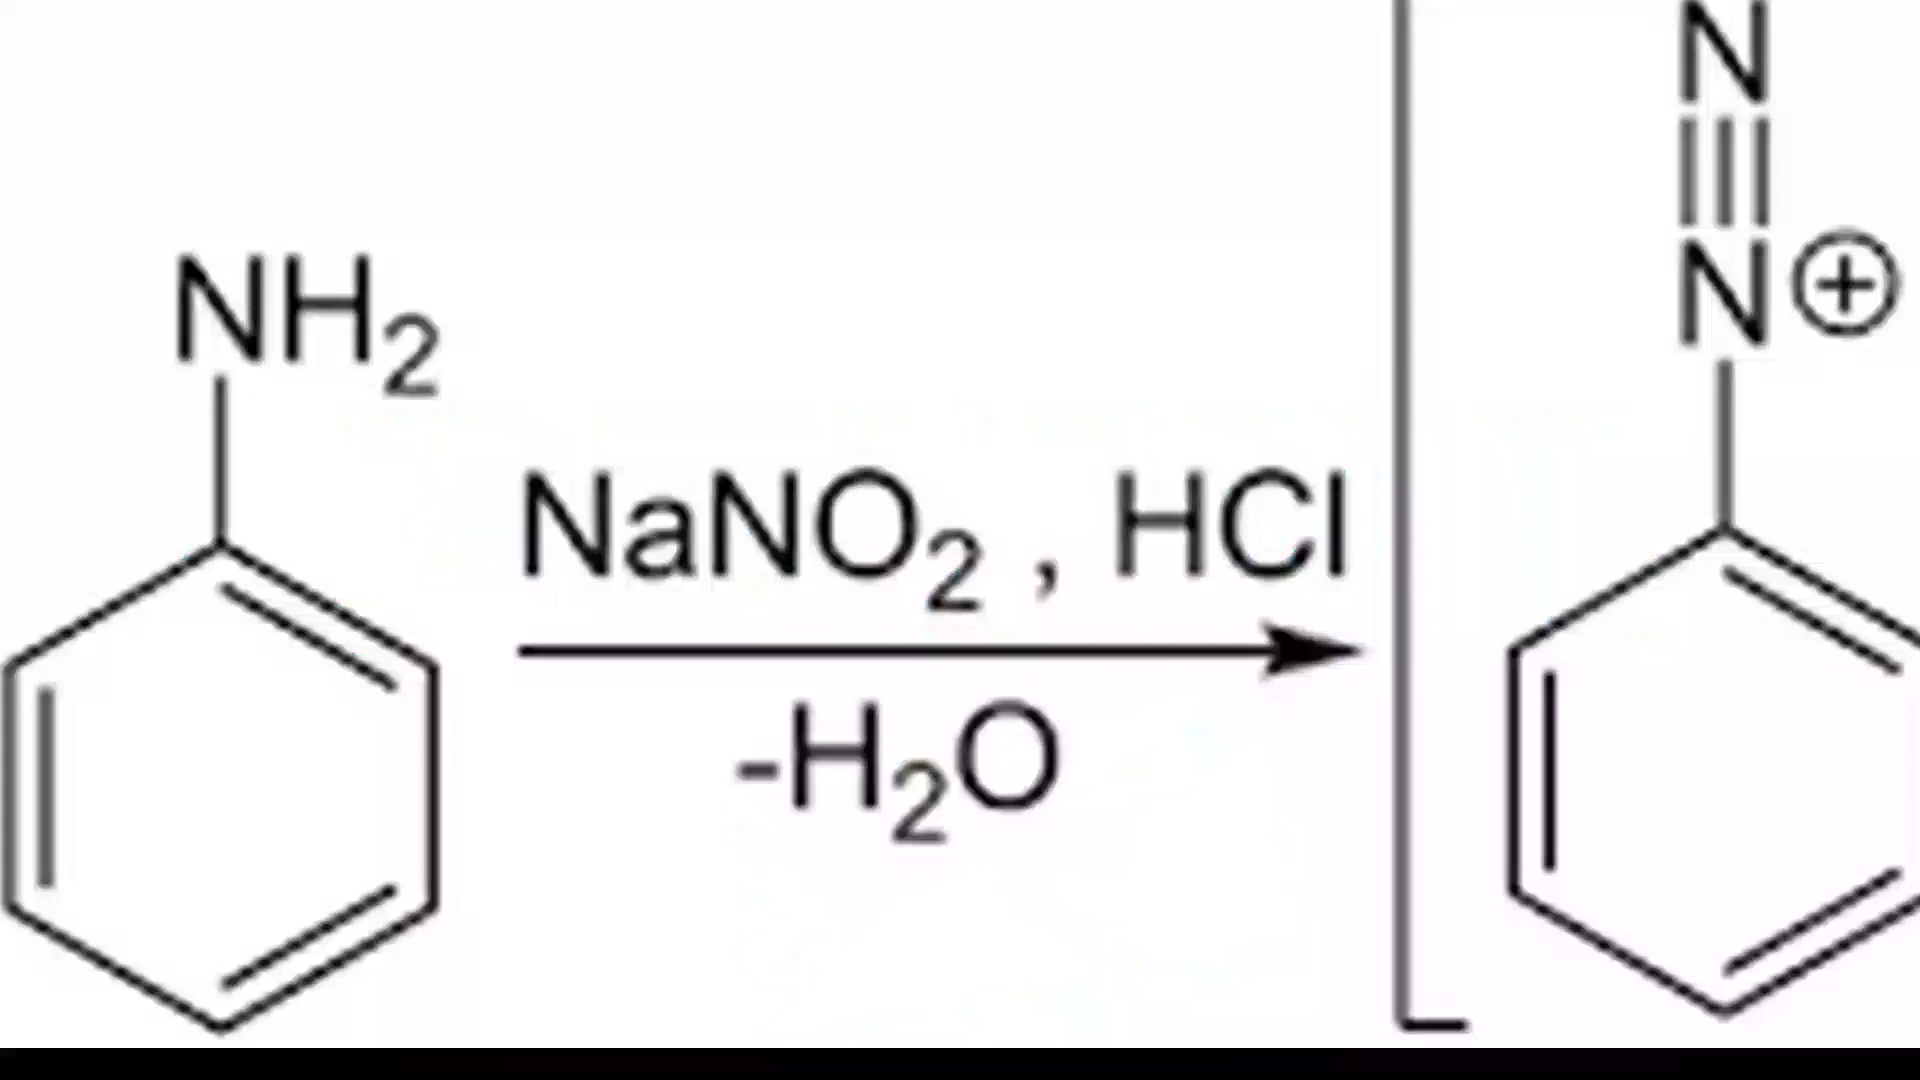 NH₂
NaNO₂ , HCl
-H₂O
N
N⊕